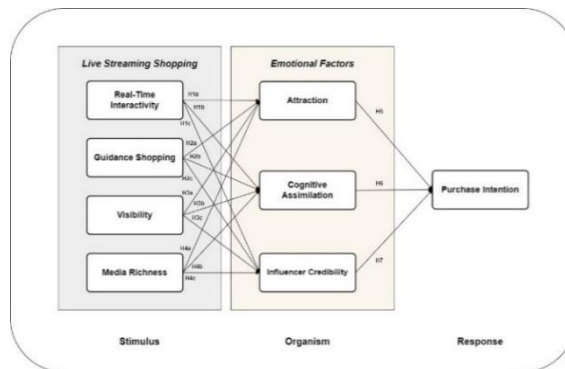 Live Streaming Shopping
Emotional Factors
Real-Time
Interactivity
H1a
H1b
H1c
Attraction
H5
Guidance Shopping
H2a
H2b
H2c
Cognitive
Assimilation
H6
Purchase Intention
Visibility
H3a
H3b
H3c
Media Richness
H4a
H4b
H4c
Influencer Credibility
H7
Stimulus
Organism
Response